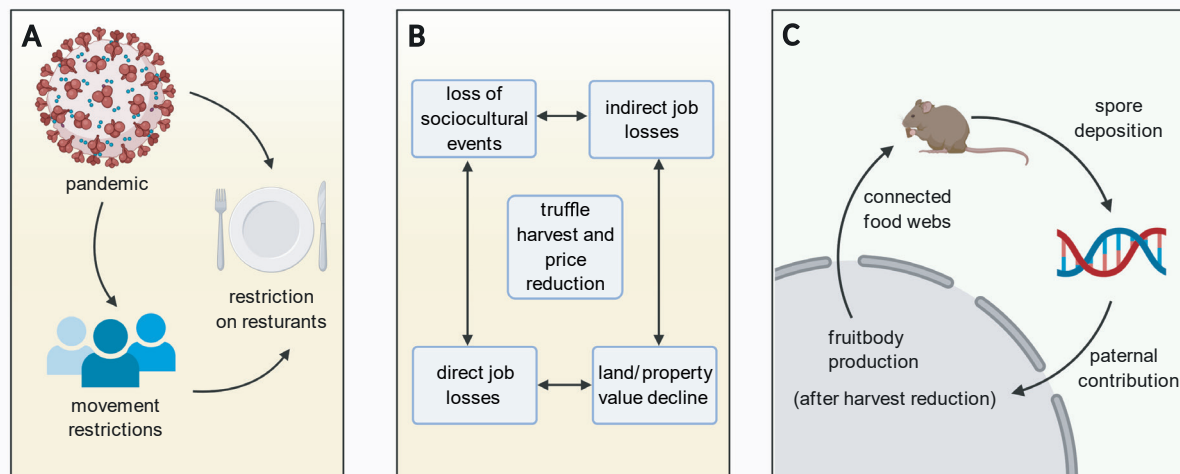 A
pandemic
restriction
on resturants
movement
restrictions
B
loss of
sociocultural
events
indirect job
losses
truffle
harvest and
price
reduction
direct job
losses
land/property
value decline
C
spore
deposition
connected
food webs
fruitbody
production
(after harvest reduction)
paternal
contribution